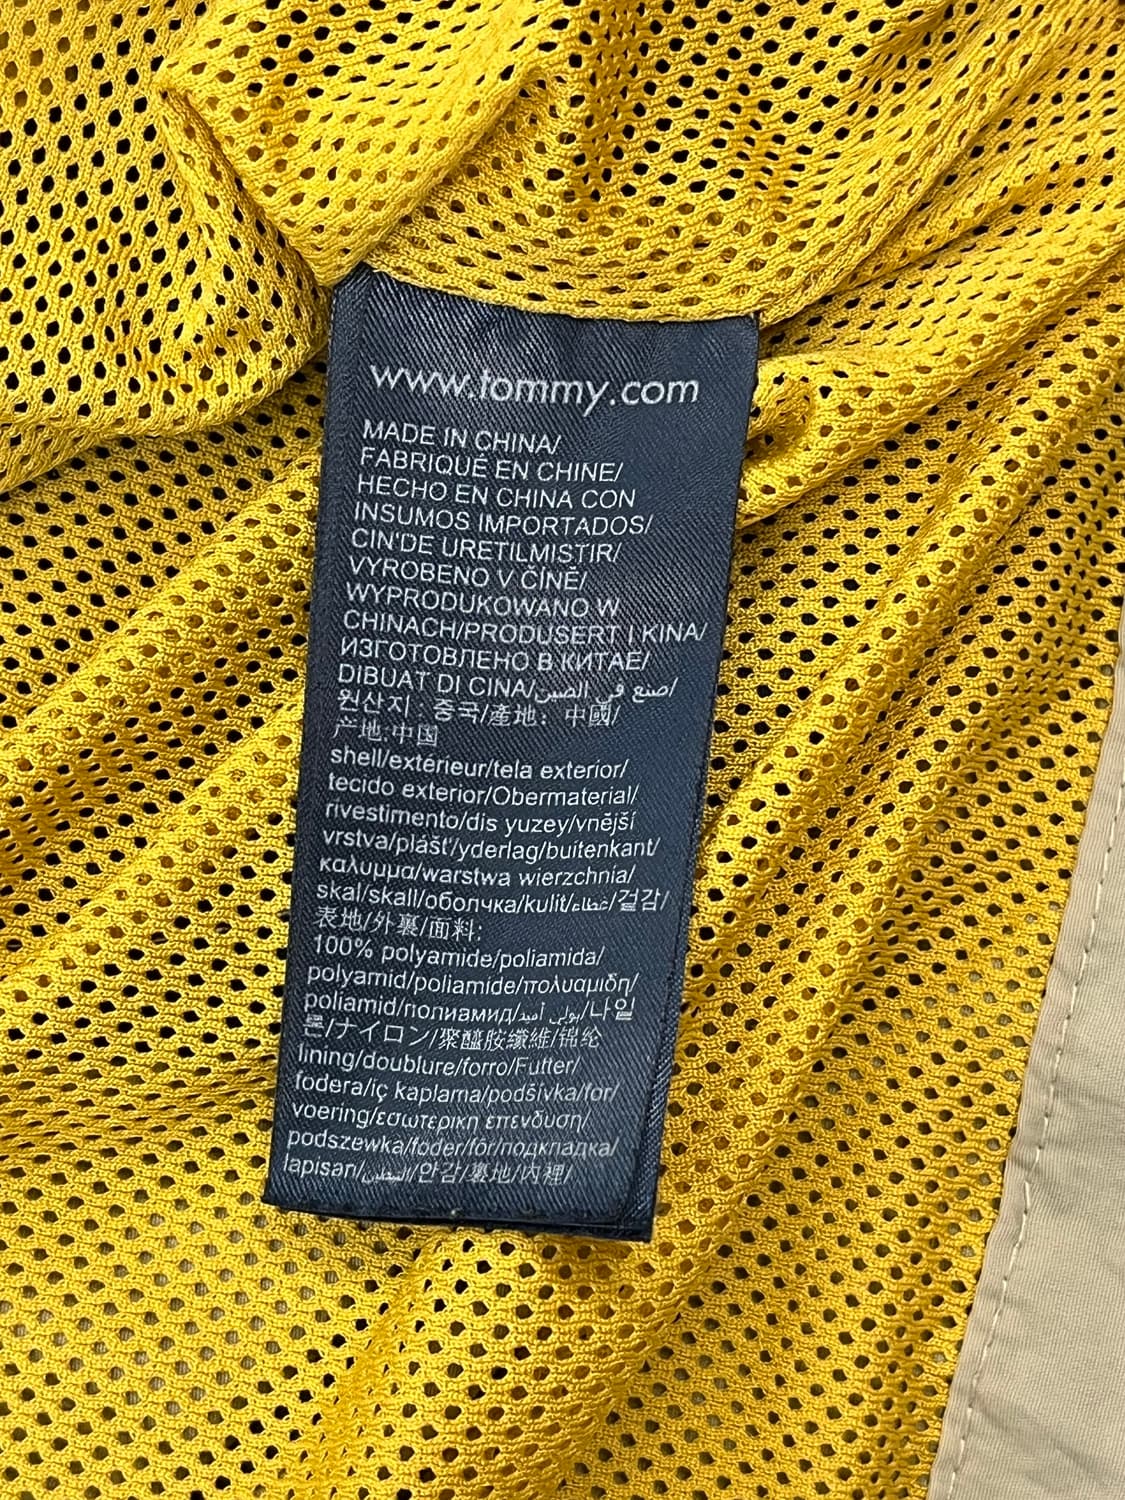 www.tommy.com
MADE IN CHINA/
FABRIQUÉ EN CHINE/
HECHO EN CHINA CON
INSUMOS IMPORTADOS/
CIN'DE URETILMISTIR/
VYROBENO V ČÍNĚ/
WYPRODUKOWANO W
CHINACH/PRODUSERT I KINA/
ИЗГОТОВЛЕНО В КИТАЕ/
DIBUAT DI CINA/صنع في الصين/
원산지 : 중국/產地: 中國/
产地:中国
shell/extérieur/tela exterior/
tecido exterior/Obermaterial/
rivestimento/dis yuzey/vnější
vrstva/plášť/yderlag/buitenkant/
καλυμμα/warstwa wierzchnia/
skal/skall/оболчка/kulit/غطاء/겉감/
表地/外裏/面料:
100% polyamide/poliamida/
polyamid/poliamide/πολυαμιδη/
poliamid/полиамид/بولي أميد/나일
론/ナイロン/聚醯胺纖維/锦纶
lining/doublure/forro/Futter/
fodera/iç kaplama/podšívka/for/
voering/εσωτερικη επενδυση/
podszewka/foder/fôr/подкладка/
lapisan/التبطين/안감/裏地/內裡/